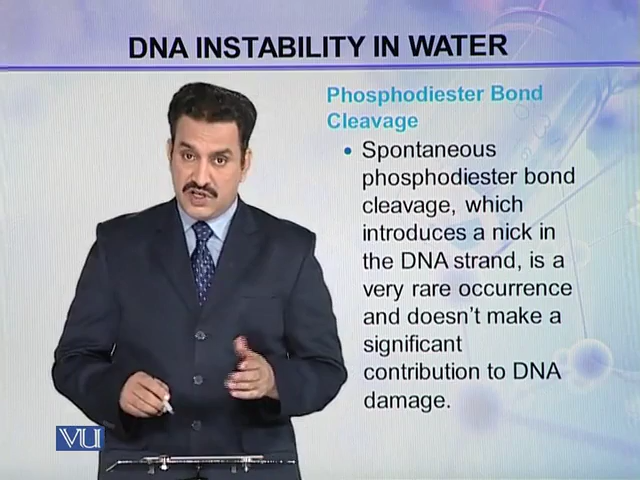 DNA INSTABILITY IN WATER
Phosphodiester Bond
Cleavage
• Spontaneous
phosphodiester bond
cleavage, which
introduces a nick in
the DNA strand, is a
very rare occurrence
and doesn't make a
significant
contribution to DNA
damage.
VU